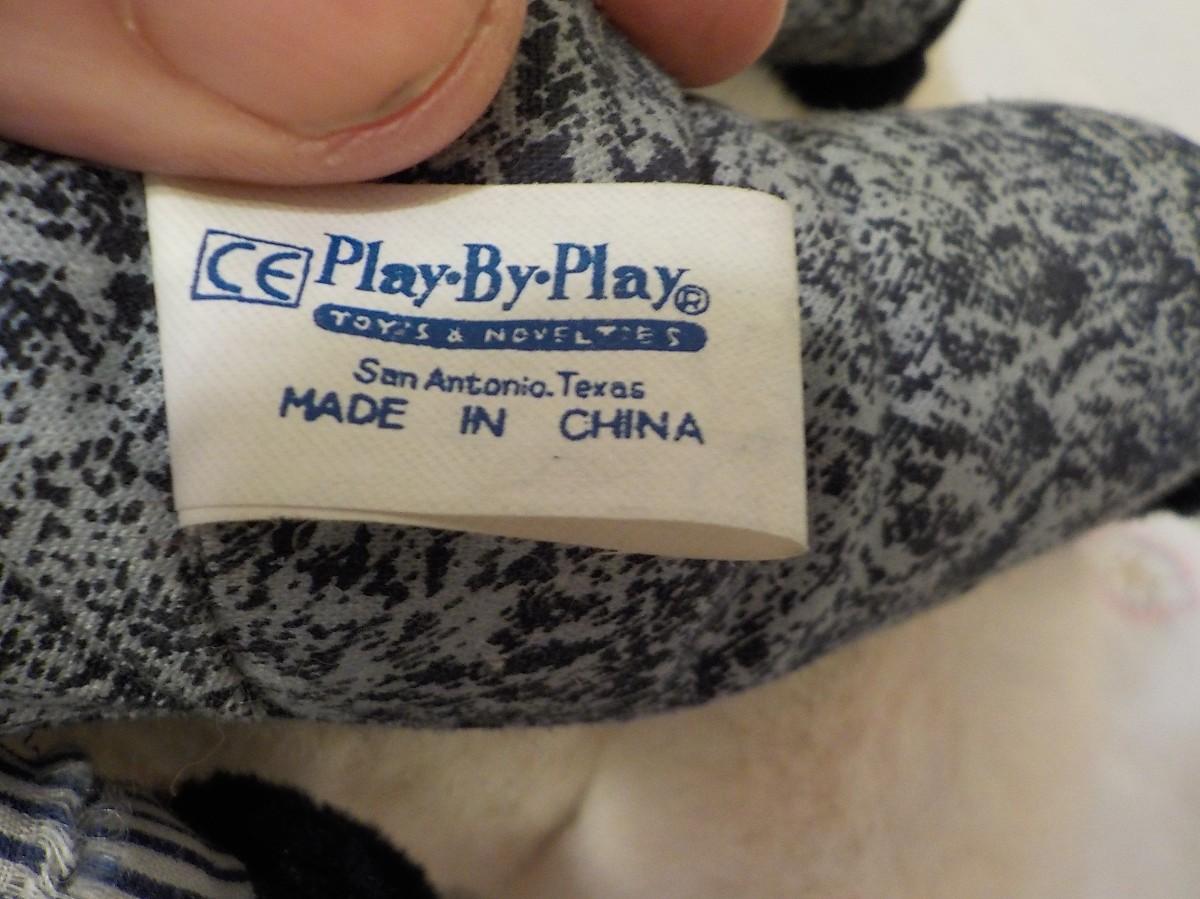 CE Play·By·Play®
TOYS & NOVELTIES
San Antonio. Texas
MADE IN CHINA